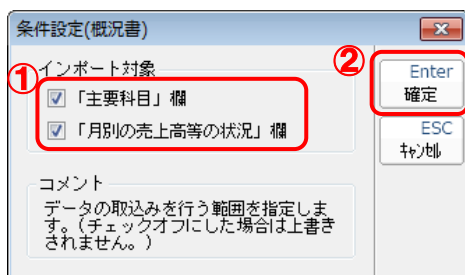 条件設定(概況書)
① インポート対象
「主要科目」欄
「月別の売上高等の状況」欄
②
Enter
確定
ESC
ｷｬﾝｾﾙ
コメント
データの取込みを行う範囲を指定しま
す。(チェックオフにした場合は上書き
されません。)